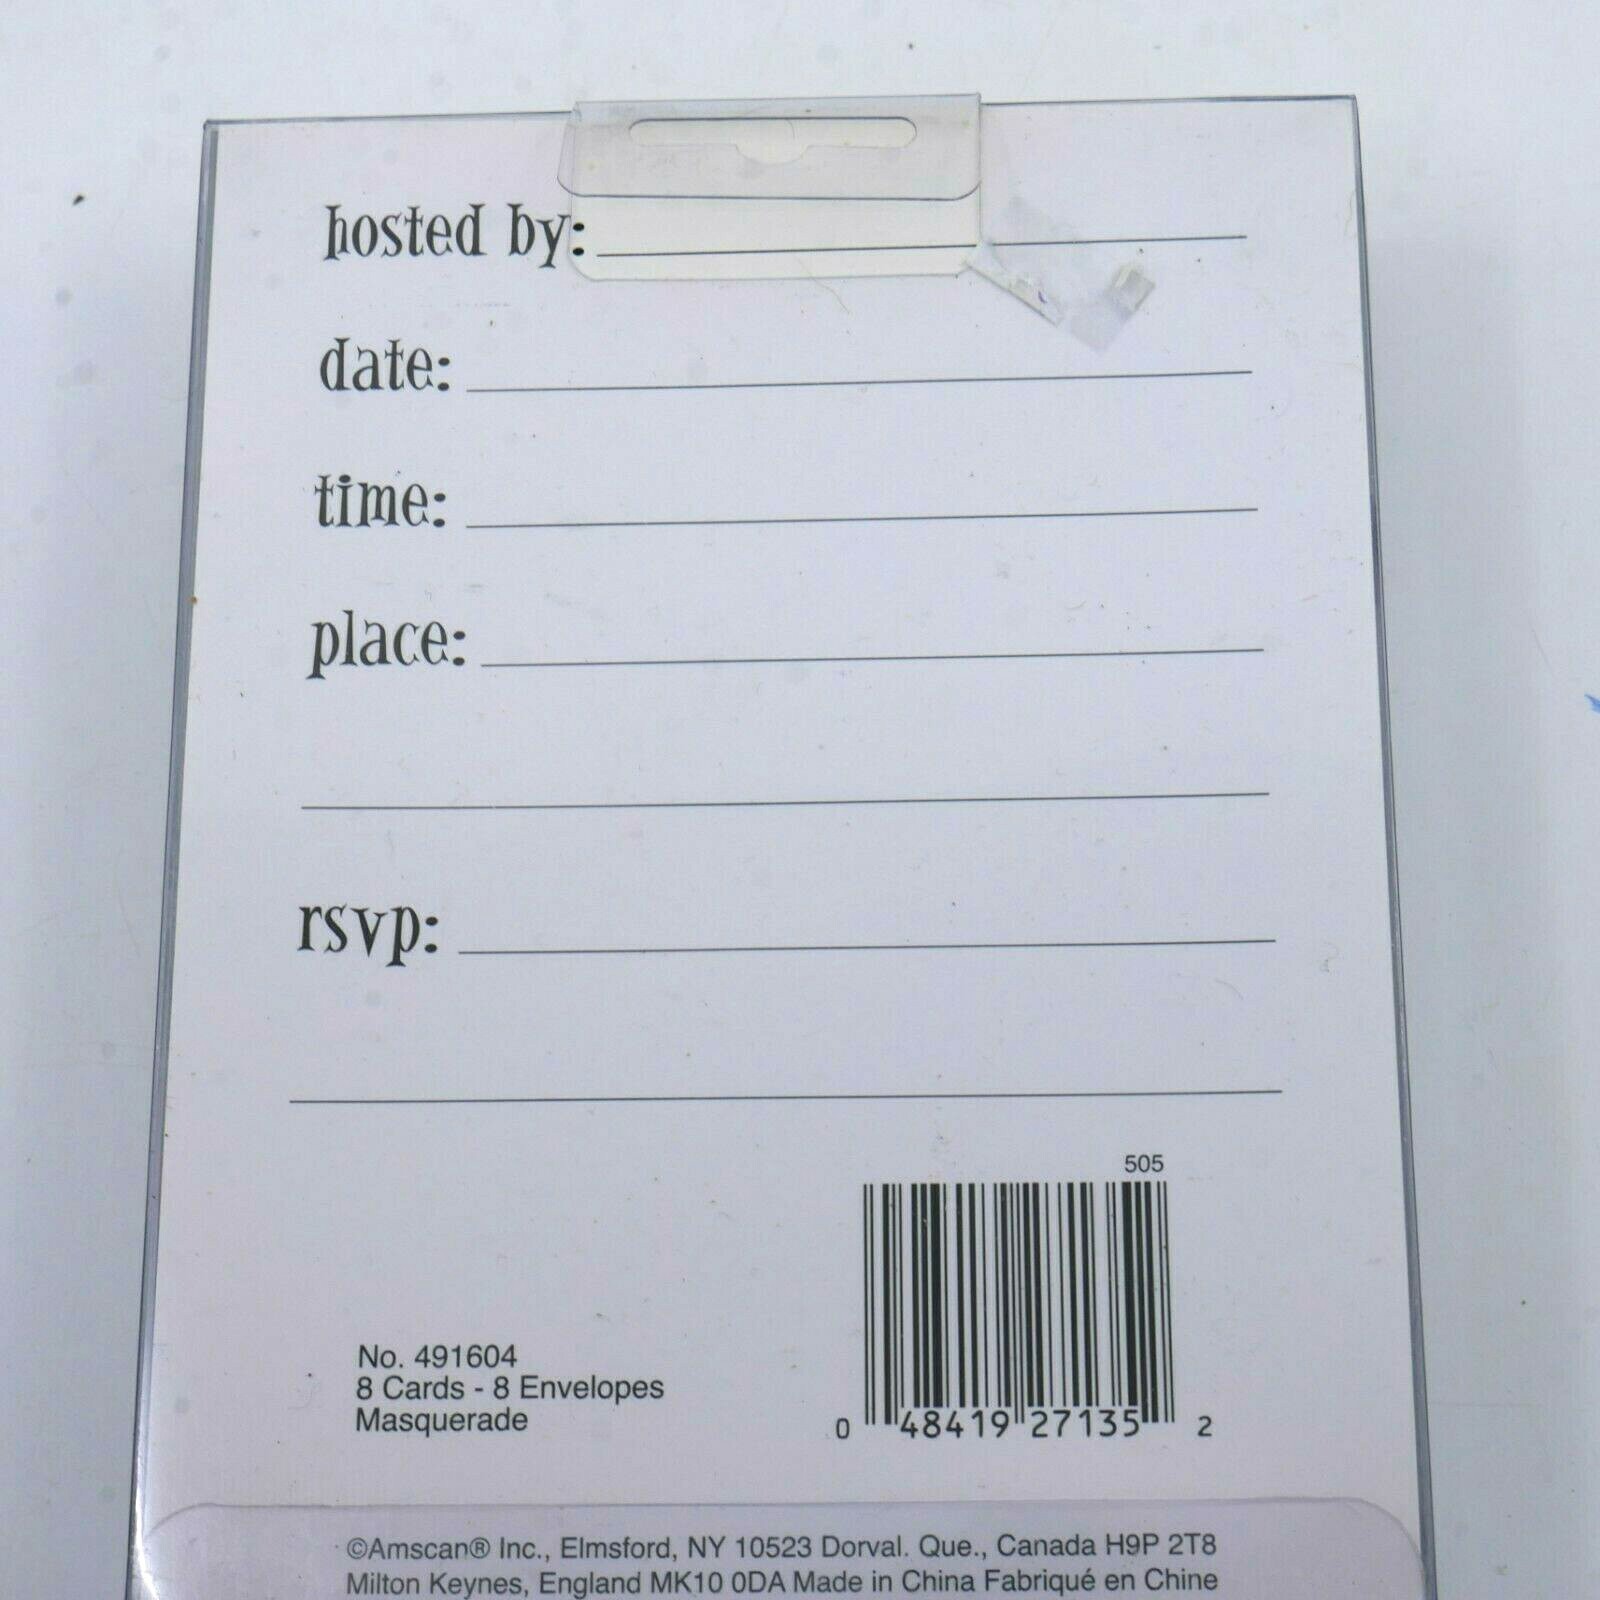 hosted by:
date:
time:
place:
rsvp:
505
0 48419 27135 2
No. 491604
8 Cards - 8 Envelopes
Masquerade
©Amscan® Inc., Elmsford, NY 10523 Dorval. Que., Canada H9P 2T8
Milton Keynes, England MK10 0DA Made in China Fabriqué en Chine